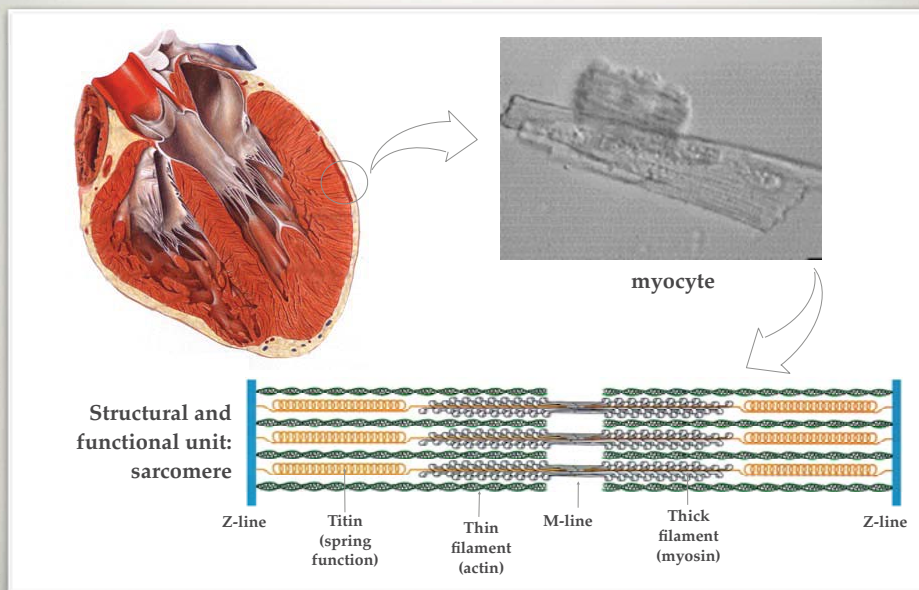 myocyte
Structural and
functional unit:
sarcomere
Z-line
Titin
(spring
function)
Thin
filament
(actin)
M-line
Thick
filament
(myosin)
Z-line